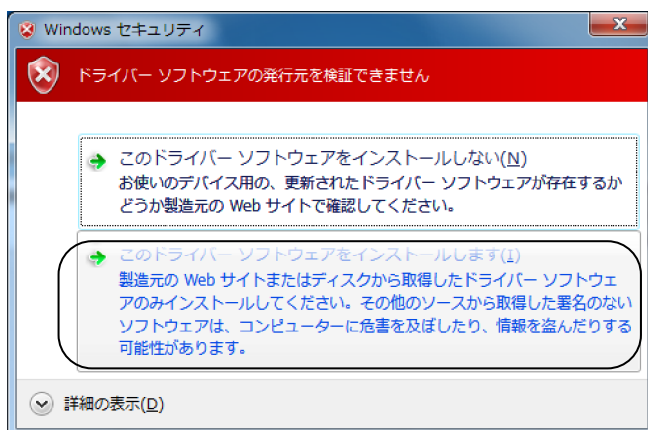 Windows セキュリティ
ドライバー ソフトウェアの発行元を検証できません
このドライバー ソフトウェアをインストールしない(N)
お使いのデバイス用の、更新されたドライバー ソフトウェアが存在するか
どうか製造元の Web サイトで確認してください。
このドライバー ソフトウェアをインストールします(I)
製造元の Web サイトまたはディスクから取得したドライバー ソフトウェ
アのみインストールしてください。その他のソースから取得した署名のない
ソフトウェアは、コンピューターに危害を及ぼしたり、情報を盗んだりする
可能性があります。
詳細の表示(D)